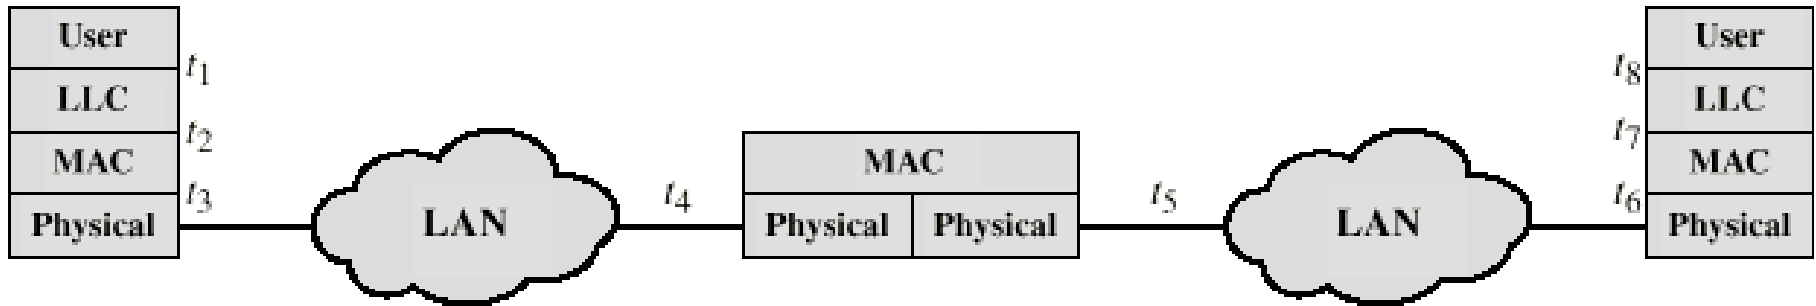 User
t1
LLC
t2
MAC
t3
Physical
LAN
t4
MAC
Physical Physical
t5
LAN
User
t8
LLC
t7
MAC
t6
Physical